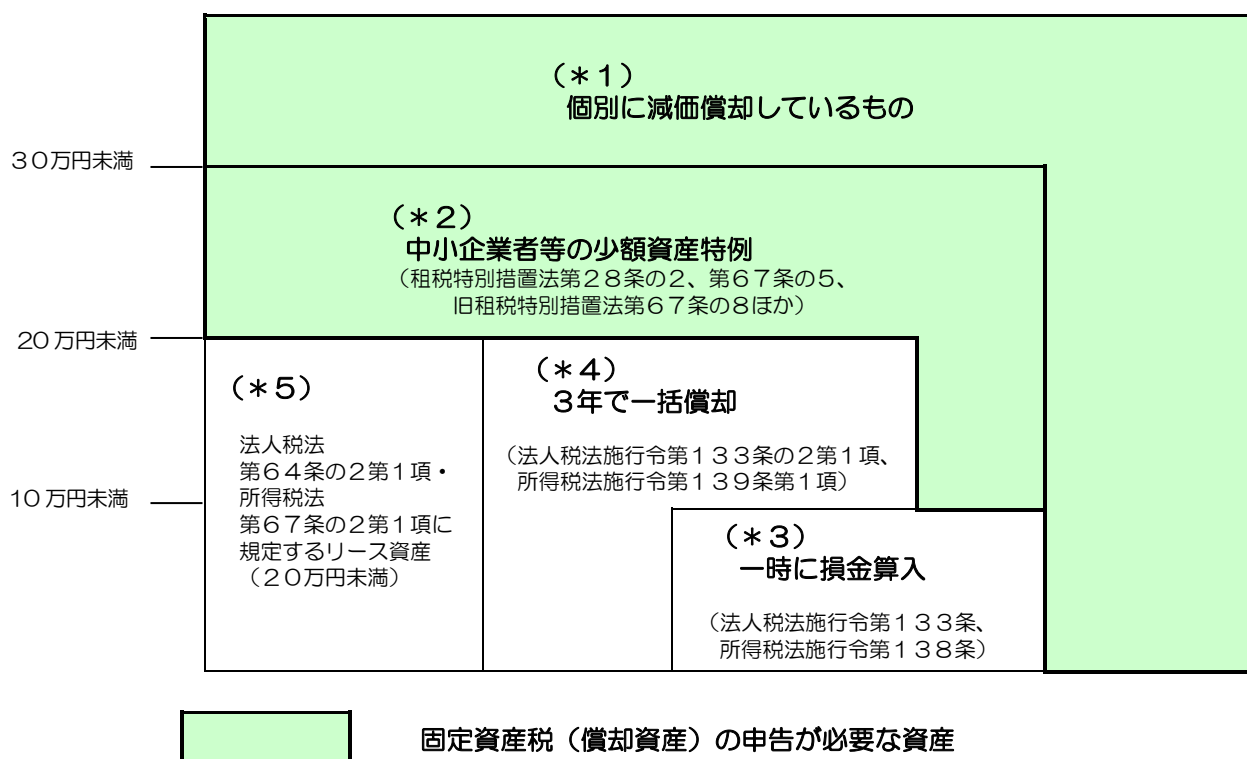 （＊１）
個別に減価償却しているもの
３０万円未満
（＊２）
中小企業者等の少額資産特例
（租税特別措置法第２８条の２、第６７条の５、
旧租税特別措置法第６７条の８ほか）
20 万円未満
（＊５）
法人税法
第６４条の２第１項・
所得税法
第６７条の２第１項に
規定するリース資産
（２０万円未満）
（＊４）
３年で一括償却
（法人税法施行令第１３３条の２第１項、
所得税法施行令第１３９条第１項）
10 万円未満
（＊３）
一時に損金算入
（法人税法施行令第１３３条、
所得税法施行令第１３８条）
固定資産税（償却資産）の申告が必要な資産